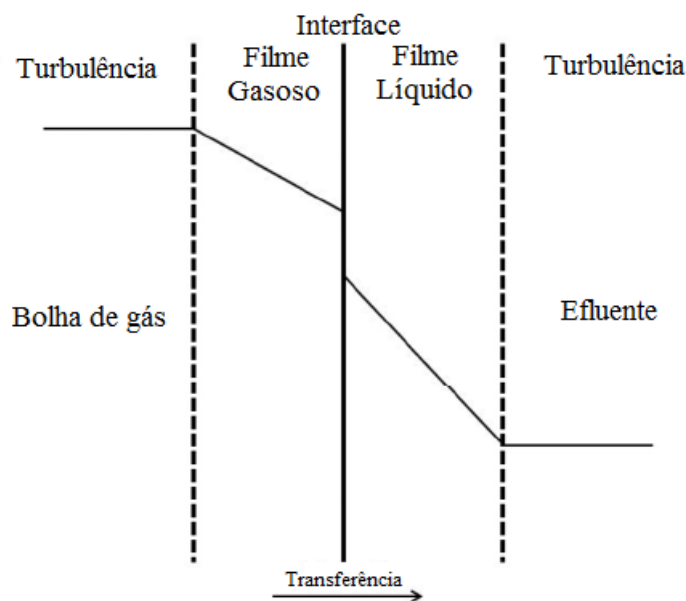 Interface
Turbulência
Filme
Gasoso
Filme
Líquido
Turbulência
Bolha de gás
Efluente
Transferência